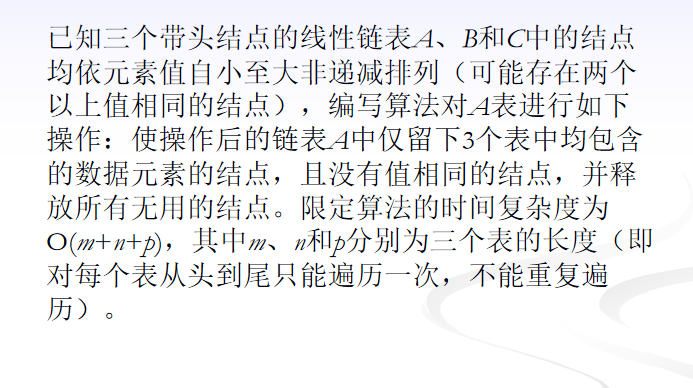 已知三个带头结点的线性链表A、B和C中的结点
均依元素值自小至大非递减排列（可能存在两个
以上值相同的结点），编写算法对A表进行如下
操作：使操作后的链表A中仅留下3个表中均包含
的数据元素的结点，且没有值相同的结点，并释
放所有无用的结点。限定算法的时间复杂度为
O(m+n+p)，其中m、n和p分别为三个表的长度（即
对每个表从头到尾只能遍历一次，不能重复遍
历）。